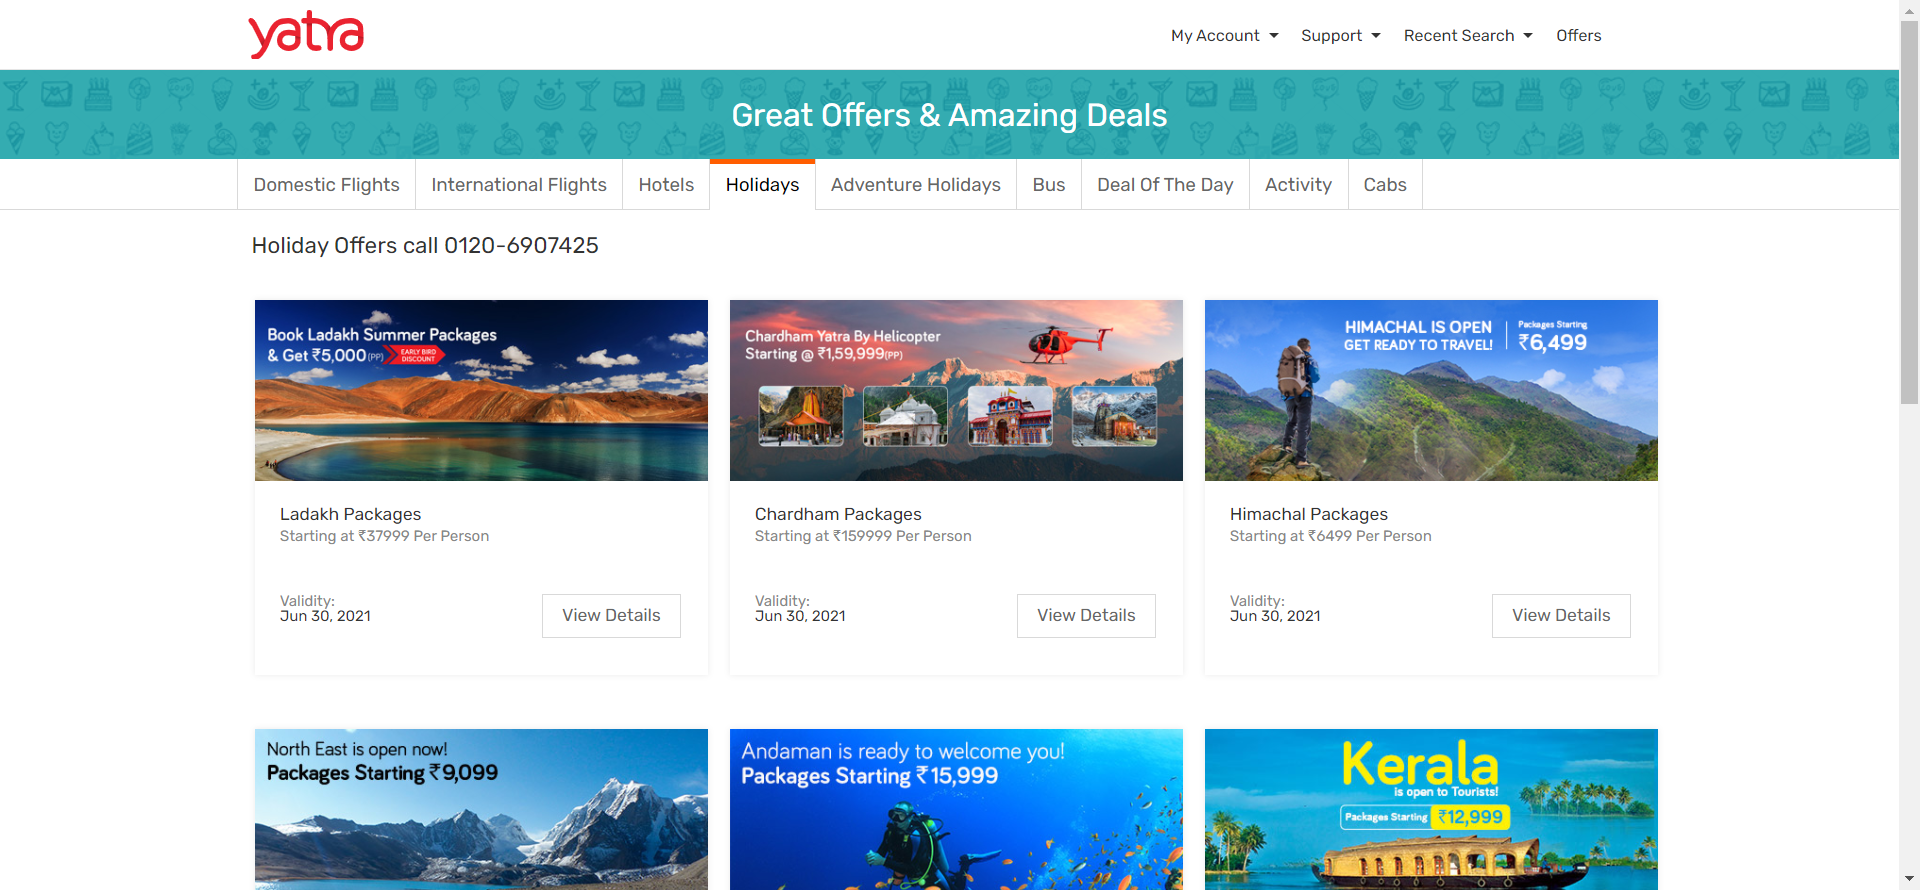 yatra
My Account
Support
Recent Search
Offers
Great Offers & Amazing Deals
Domestic Flights
International Flights
Hotels
Holidays
Adventure Holidays
Bus
Deal Of The Day
Activity
Cabs
Holiday Offers call 0120-6907425
Book Ladakh Summer Packages
& Get ₹5,000 (PP) EARLY BIRD
DISCOUNT
Chardham Yatra By Helicopter
Starting @ ₹1,59,999(PP)
HIMACHAL IS OPEN
GET READY TO TRAVEL!
Packages Starting
₹6,499
Ladakh Packages
Starting at ₹37999 Per Person
Validity:
Jun 30, 2021
View Details
Chardham Packages
Starting at ₹159999 Per Person
Validity:
Jun 30, 2021
View Details
Himachal Packages
Starting at ₹6499 Per Person
Validity:
Jun 30, 2021
View Details
North East is open now!
Packages Starting ₹9,099
Andaman is ready to welcome you!
Packages Starting ₹15,999
Kerala
is open to Tourists!
Packages Starting ₹12,999